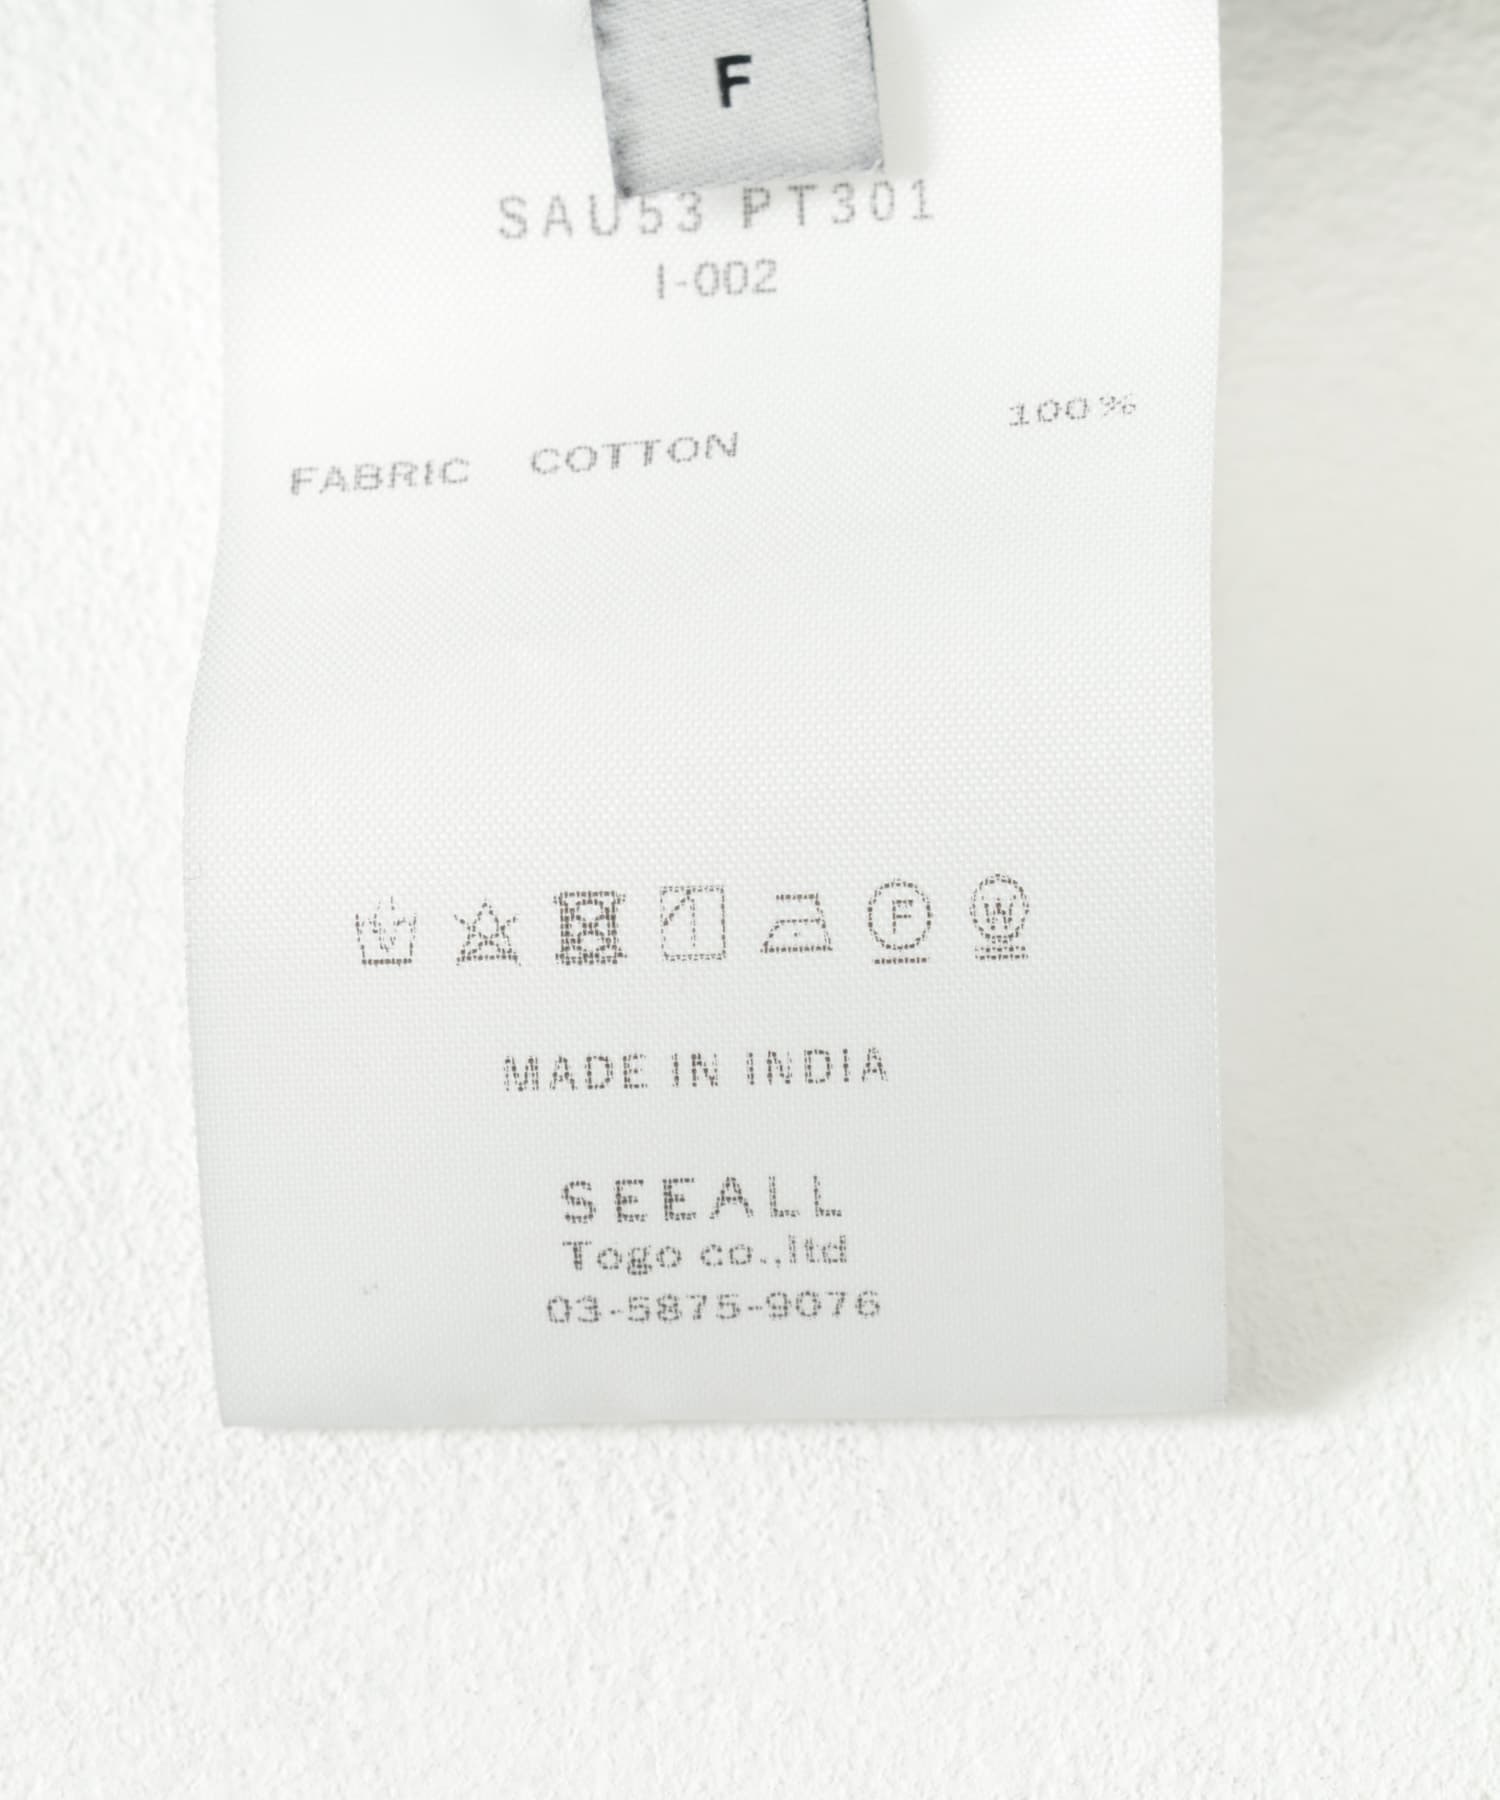 F
SAU53 PT301
I-002
FABRIC COTTON 100%
F W
MADE IN INDIA
SEEALL
Togo co.,ltd
03-5875-9076